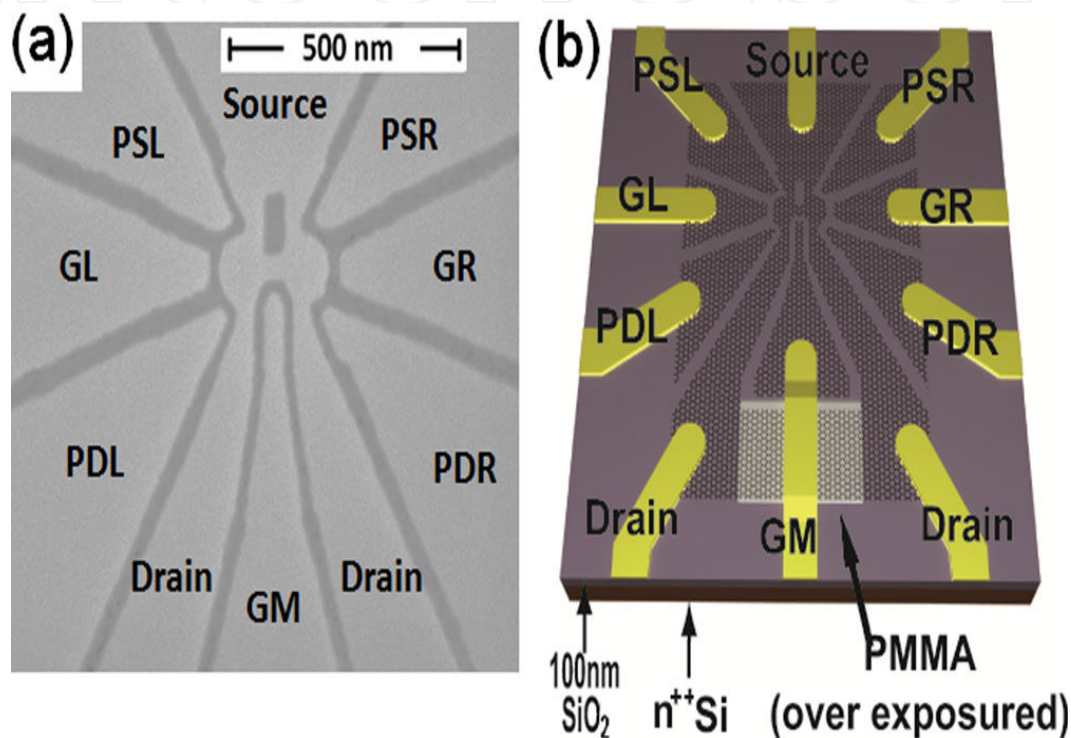 (a)
500 nm
Source
PSL
PSR
GL
GR
PDL
PDR
Drain
Drain
GM
(b)
PSL
Source
PSR
GL
GR
PDL
PDR
Drain
GM
Drain
100nm
SiO₂
n⁺⁺Si
PMMA
(over exposured)